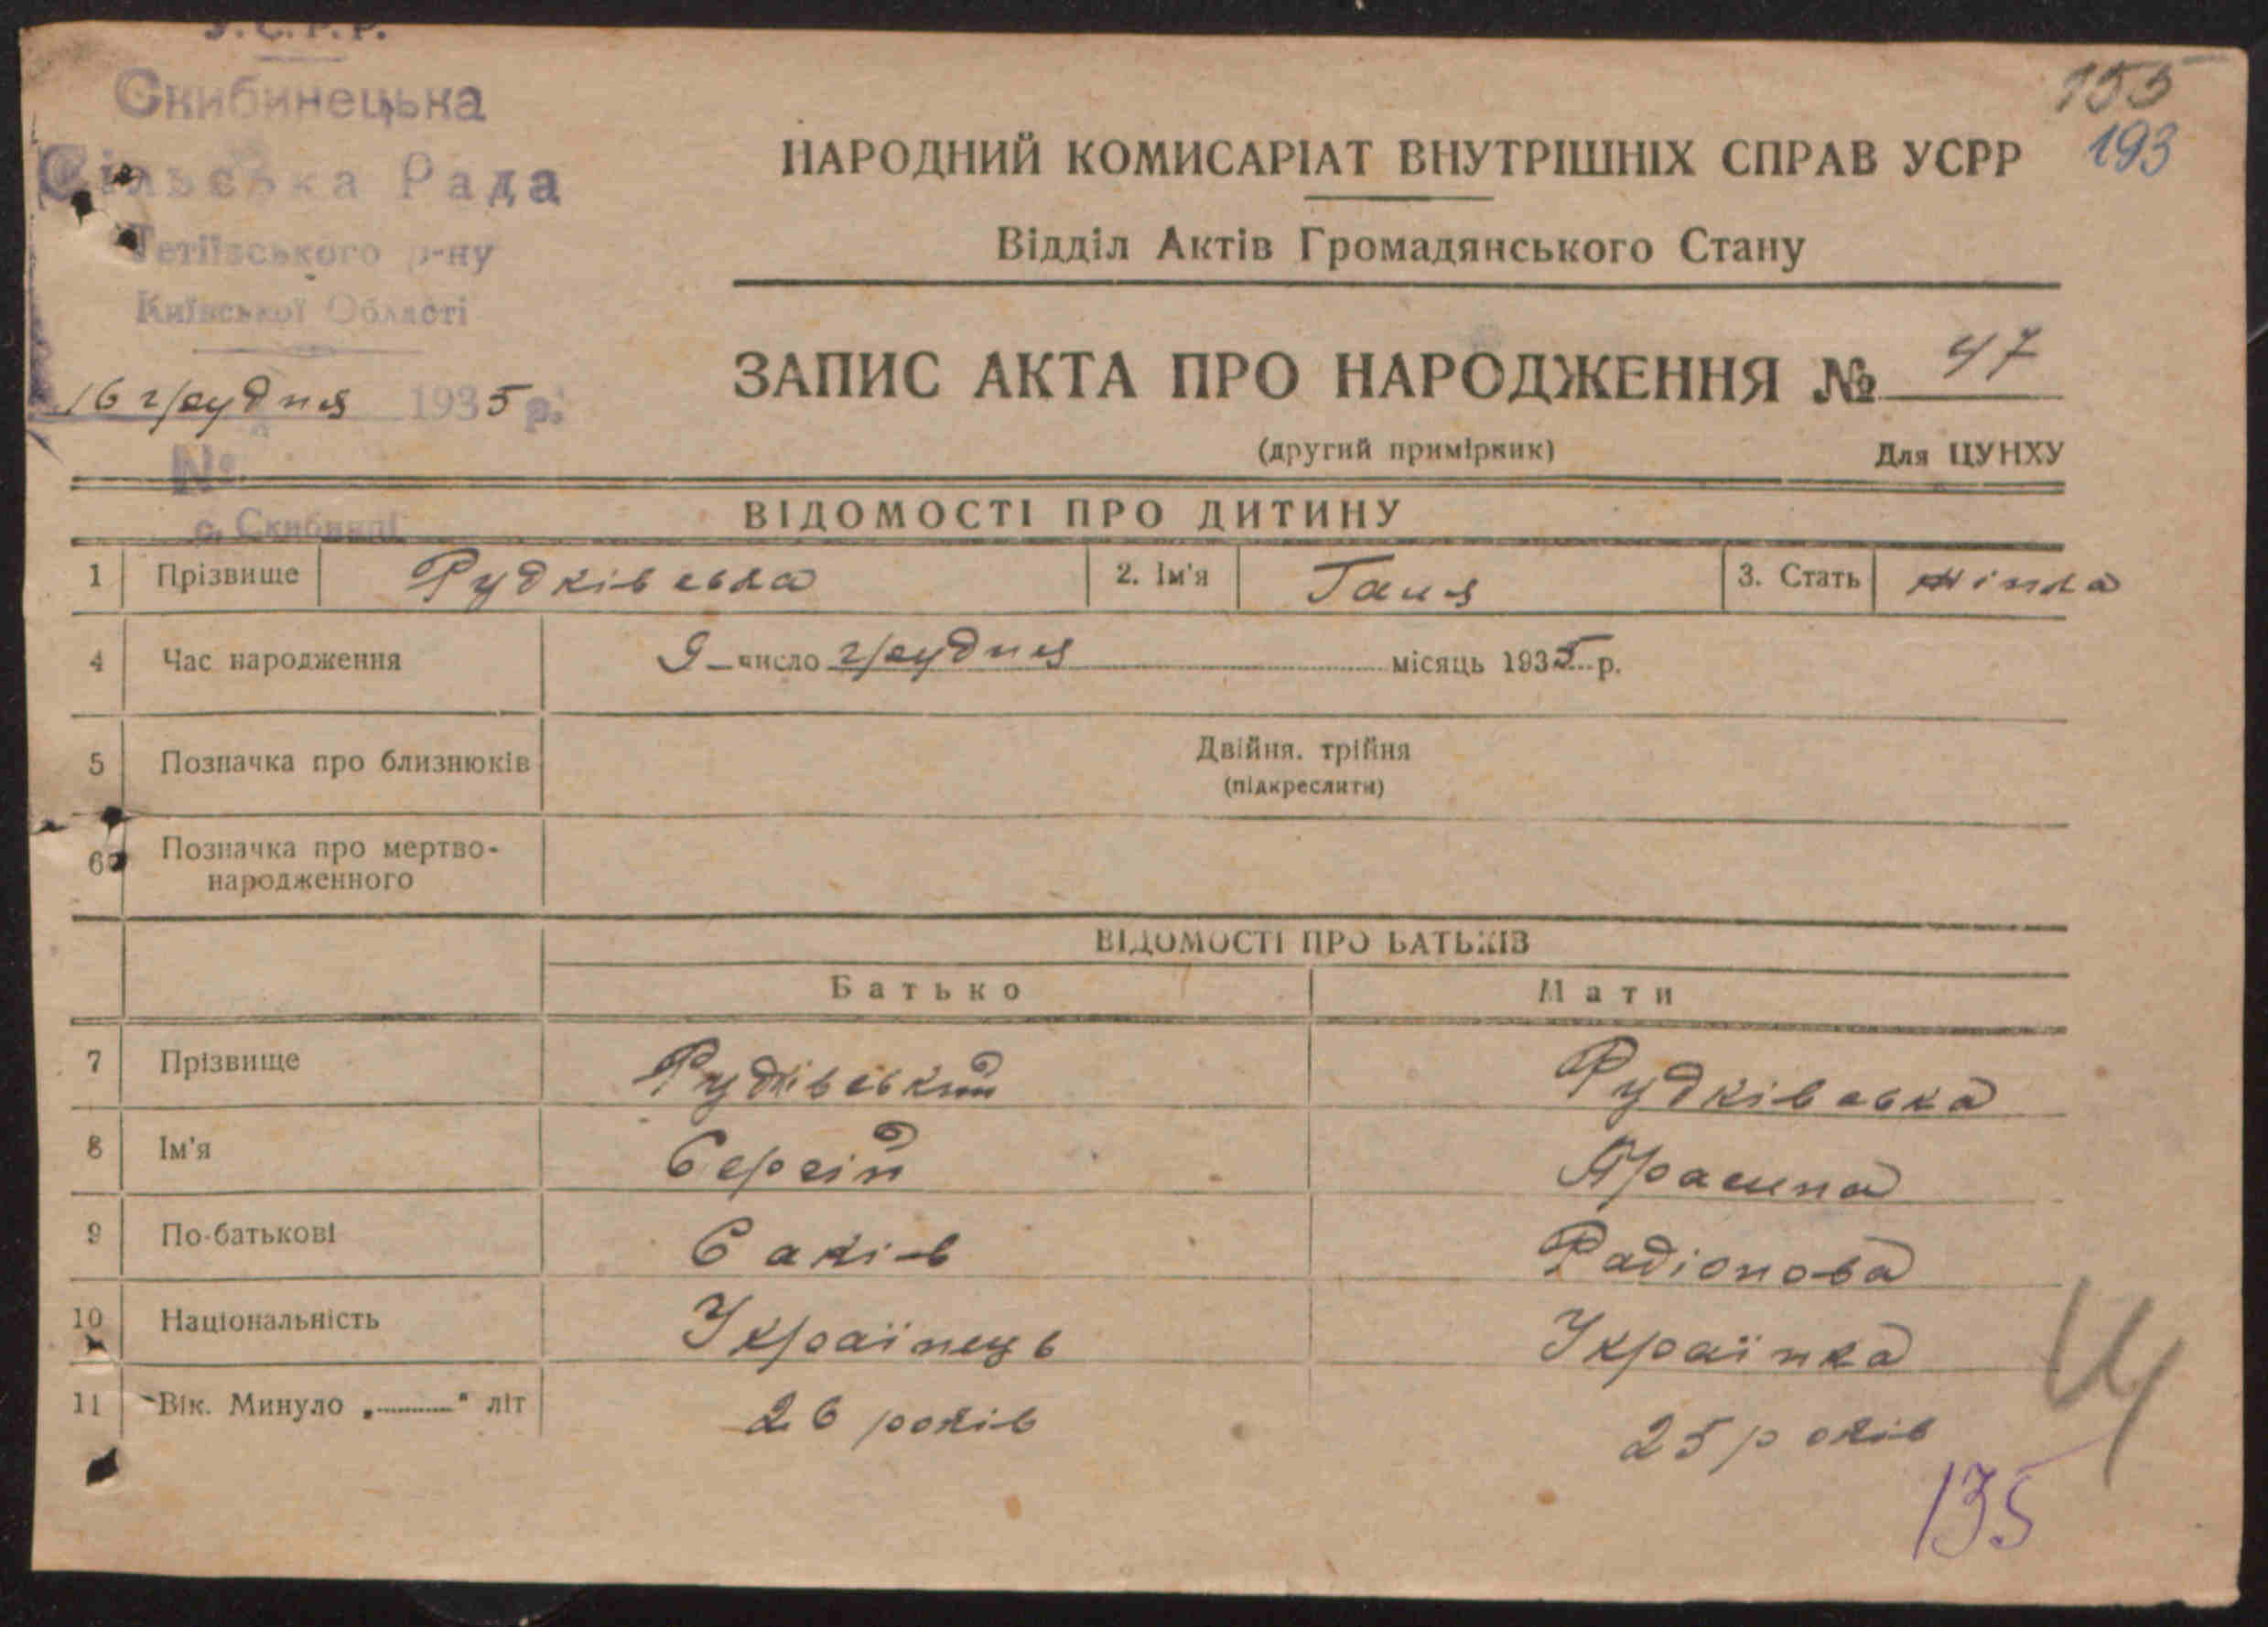 У.С.Р.Р.
Скибинецька
Сільська Рада
Тетіївського р-ну
Київської Області
16 грудня 1935 р.
№
с. Скибинці
155
193
НАРОДНИЙ КОМИСАРІАТ ВНУТРІШНІХ СПРАВ УСРР
Відділ Актів Громадянського Стану
ЗАПИС АКТА ПРО НАРОДЖЕННЯ № 47
(другий примірник) Для ЦУНХУ
ВІДОМОСТІ ПРО ДИТИНУ
1 Прізвище Рудківська 2. Ім'я Ганя 3. Стать жінка
4 Час народження 9 число грудня місяць 1935 р.
5 Позначка про близнюків Двійня. трійня
(підкреслити)
6 Позначка про мертво-
народженного
ВІДОМОСТІ ПРО БАТЬКІВ
Батько Мати
7 Прізвище Рудківський Рудківська
8 Ім'я Сергій
9 По-батькові Саків Радіонова
10 Національність Українець Українка
11 Вік. Минуло „ " літ 26 років 25 років
135